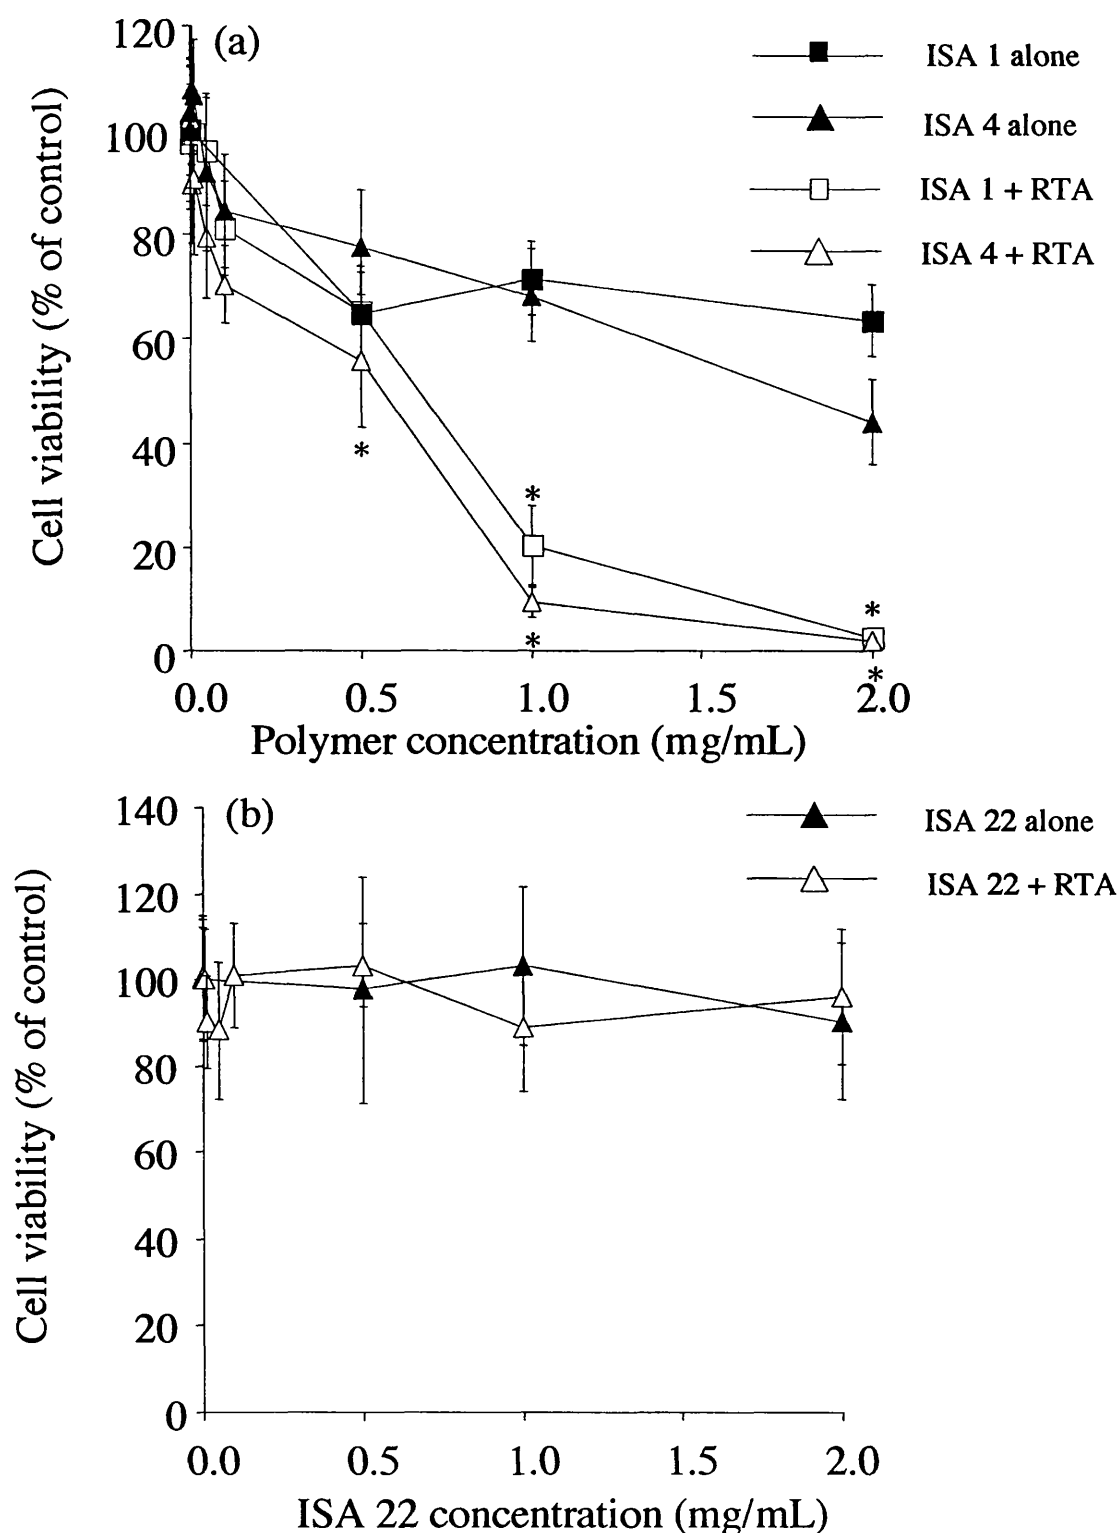 120
(a)
100
80
60
40
20
0
Cell viability (% of control)
ISA 1 alone
ISA 4 alone
ISA 1 + RTA
ISA 4 + RTA
*
*
*
*
*
0.0 0.5 1.0 1.5 2.0
Polymer concentration (mg/mL)
140
(b)
120
100
80
60
40
20
0
Cell viability (% of control)
ISA 22 alone
ISA 22 + RTA
0.0 0.5 1.0 1.5 2.0
ISA 22 concentration (mg/mL)